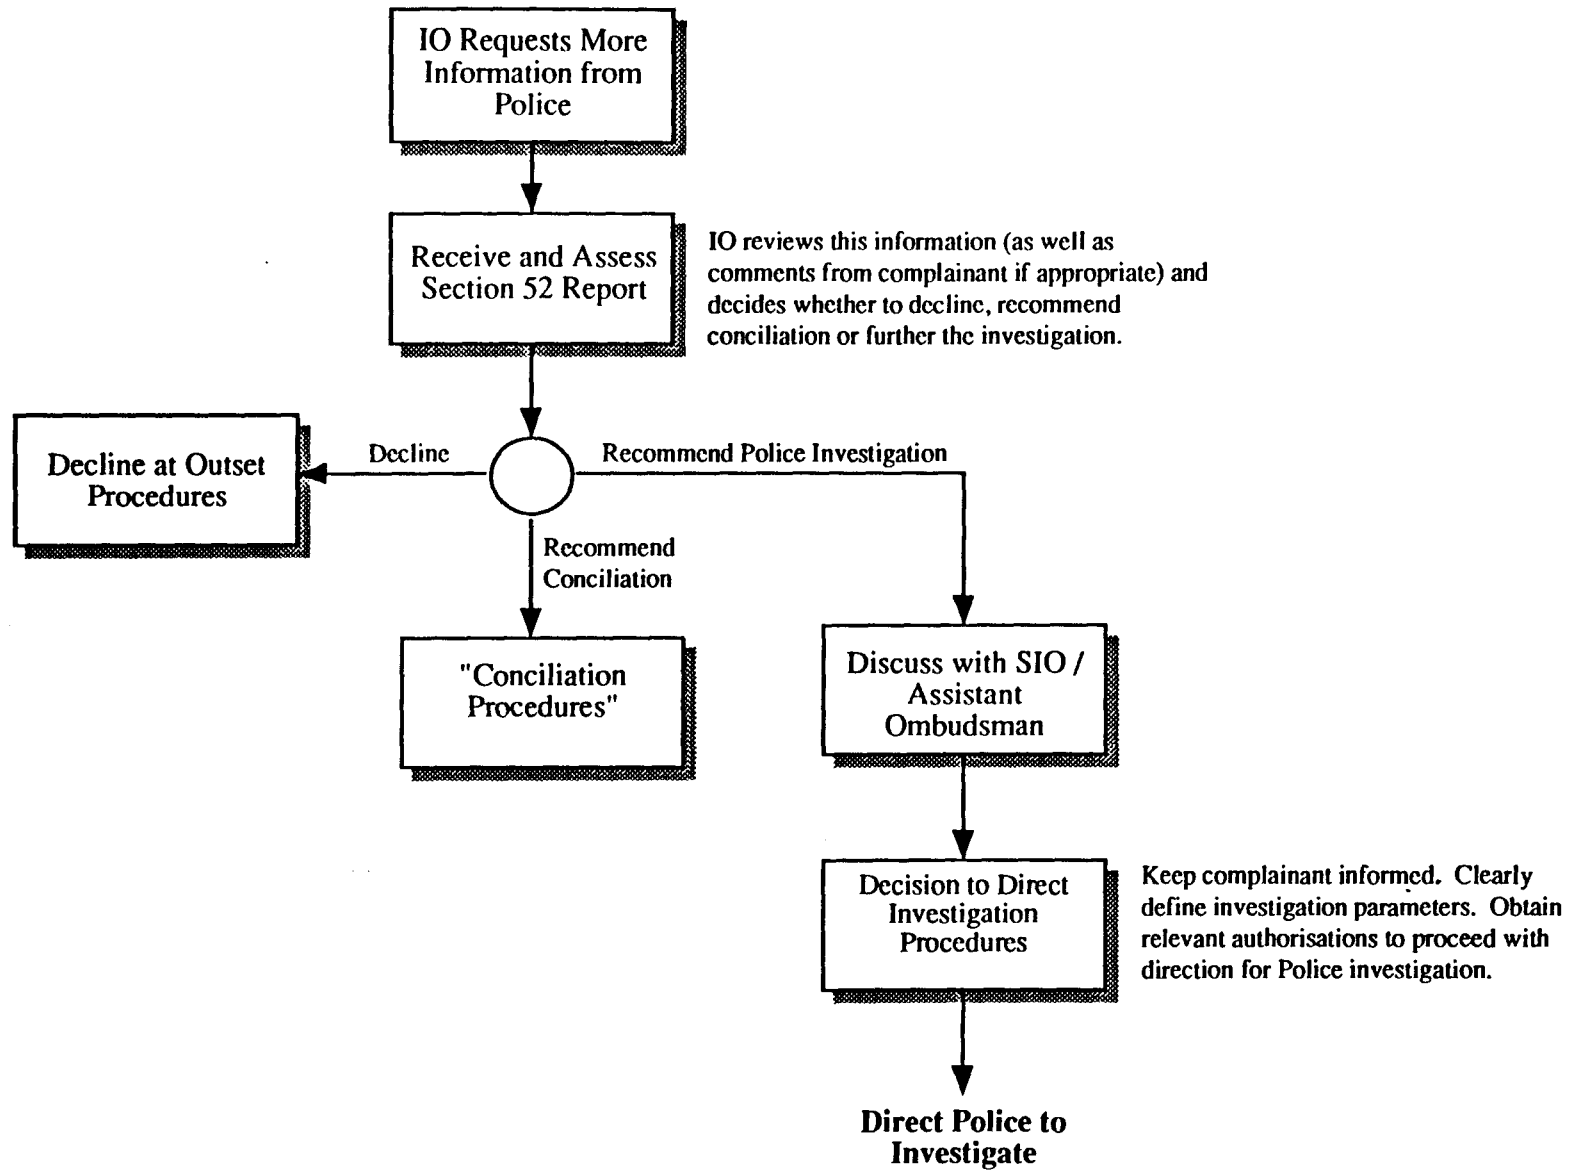 IO Requests More
Information from
Police
Receive and Assess
Section 52 Report
IO reviews this information (as well as
comments from complainant if appropriate) and
decides whether to decline, recommend
conciliation or further the investigation.
Decline at Outset
Procedures
Decline
Recommend Police Investigation
Recommend
Conciliation
"Conciliation
Procedures"
Discuss with SIO /
Assistant
Ombudsman
Decision to Direct
Investigation
Procedures
Keep complainant informed. Clearly
define investigation parameters. Obtain
relevant authorisations to proceed with
direction for Police investigation.
Direct Police to
Investigate